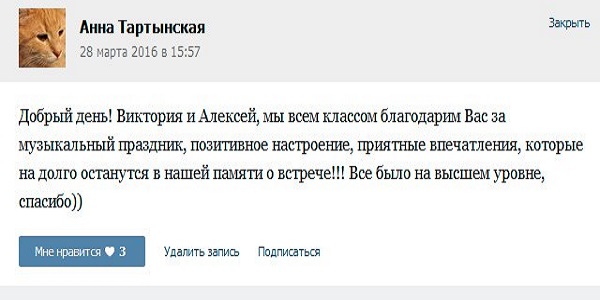 Анна Тартынская
Закрыть
28 марта 2016 в 15:57
Добрый день! Виктория и Алексей, мы всем классом благодарим Вас за
музыкальный праздник, позитивное настроение, приятные впечатления, которые
на долго останутся в нашей памяти о встрече!!! Все было на высшем уровне,
спасибо))
Мне нравится 3 Удалить запись Подписаться